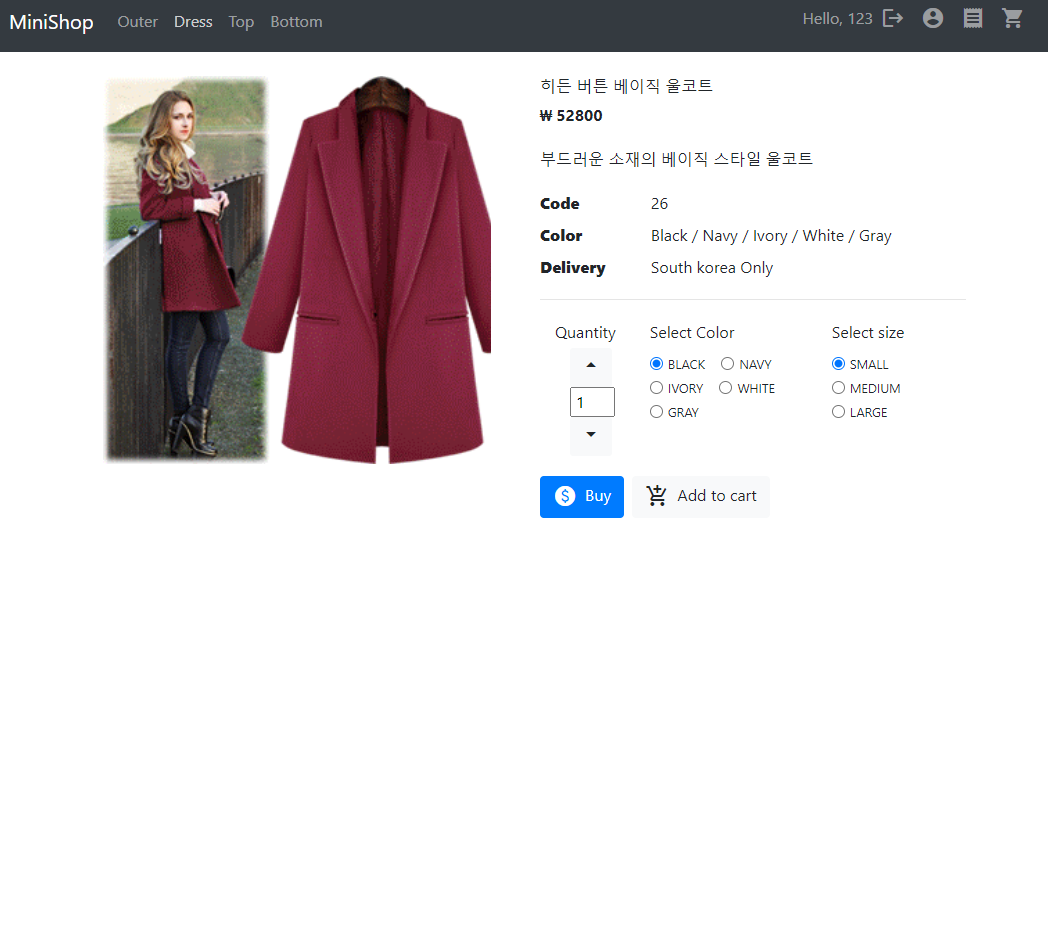 MiniShop Outer Dress Top Bottom Hello, 123
히든 버튼 베이직 울코트
₩ 52800
부드러운 소재의 베이직 스타일 울코트
Code 26
Color Black / Navy / Ivory / White / Gray
Delivery South korea Only
Quantity Select Color Select size
BLACK NAVY SMALL
IVORY WHITE MEDIUM
1
GRAY LARGE
$ Buy Add to cart